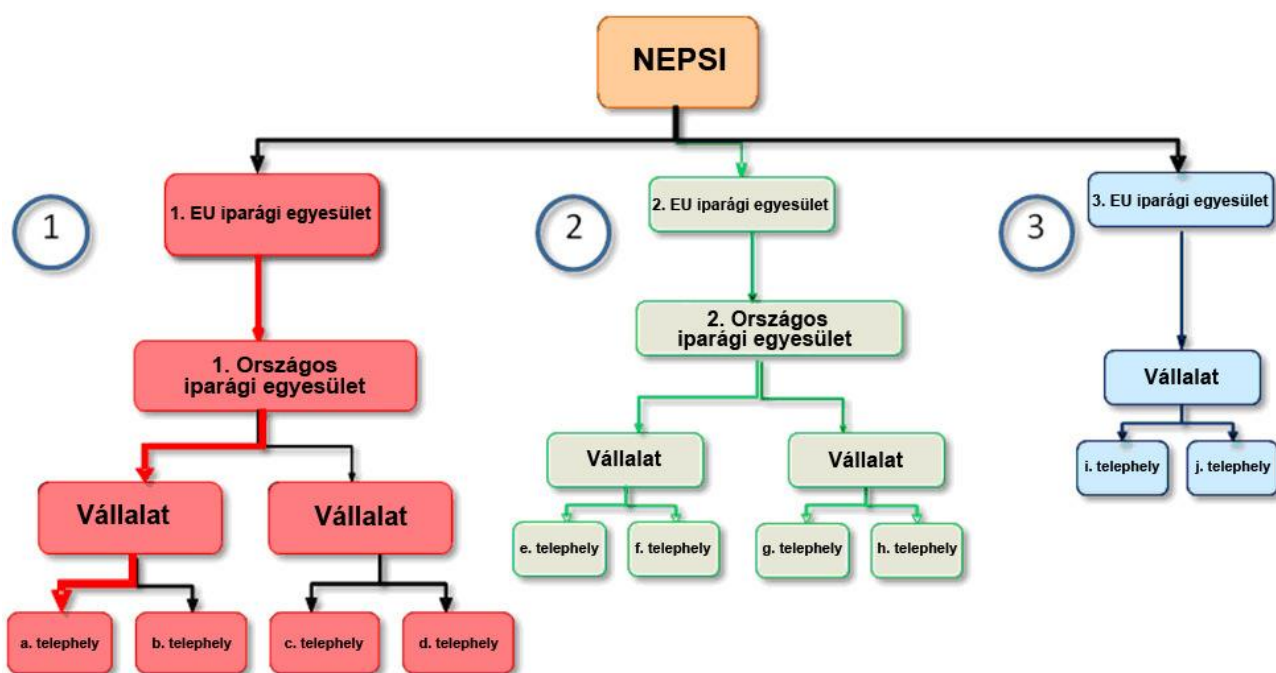 NEPSI
1
1. EU iparági egyesület
2
2. EU iparági egyesület
3
3. EU iparági egyesület
1. Országos
iparági egyesület
2. Országos
iparági egyesület
Vállalat
Vállalat
Vállalat
Vállalat
Vállalat
i. telephely
j. telephely
e. telephely
f. telephely
g. telephely
h. telephely
a. telephely
b. telephely
c. telephely
d. telephely